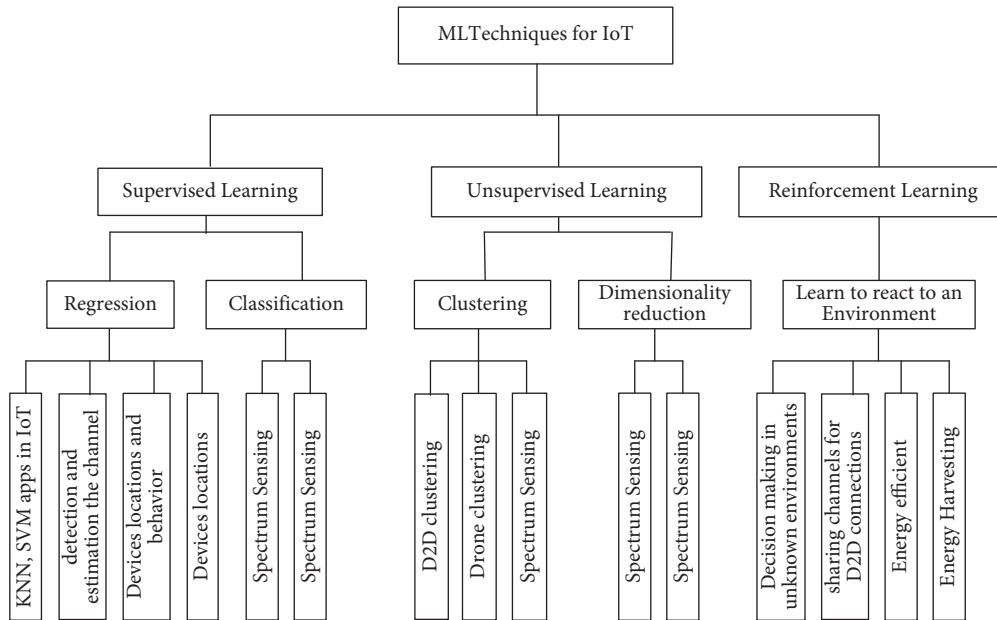 MLTechniques for IoT
Supervised Learning
Unsupervised Learning
Reinforcement Learning
Regression
Classification
Clustering
Dimensionality
reduction
Learn to react to an
Environment
KNN, SVM apps in IoT
detection and
estimation the channel
Devices locations and
behavior
Devices locations
Spectrum Sensing
Spectrum Sensing
D2D clustering
Drone clustering
Spectrum Sensing
Spectrum Sensing
Spectrum Sensing
Decision making in
unknown environments
sharing channels for
D2D connections
Energy efficient
Energy Harvesting